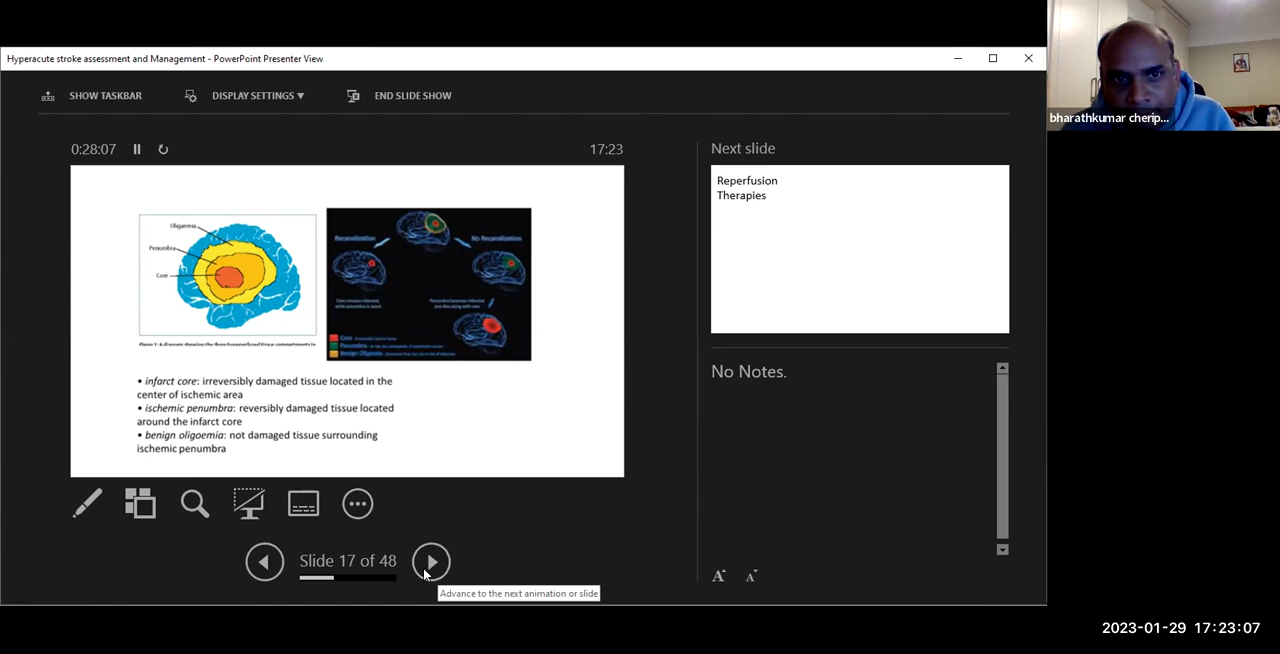 Hyperacute stroke assessment and Management - PowerPoint Presenter View
bharathkumar cherip...
SHOW TASKBAR
DISPLAY SETTINGS ▼
END SLIDE SHOW
0:28:07
17:23
Next slide
Oligaemia
Penumbra
Core
Recanalization
No Recanalization
Core
Penumbra
Benign Oligemia
• infarct core: irreversibly damaged tissue located in the
center of ischemic area
• ischemic penumbra: reversibly damaged tissue located
around the infarct core
• benign oligoemia: not damaged tissue surrounding
ischemic penumbra
Reperfusion
Therapies
No Notes.
Slide 17 of 48
Advance to the next animation or slide
A A
2023-01-29 17:23:07